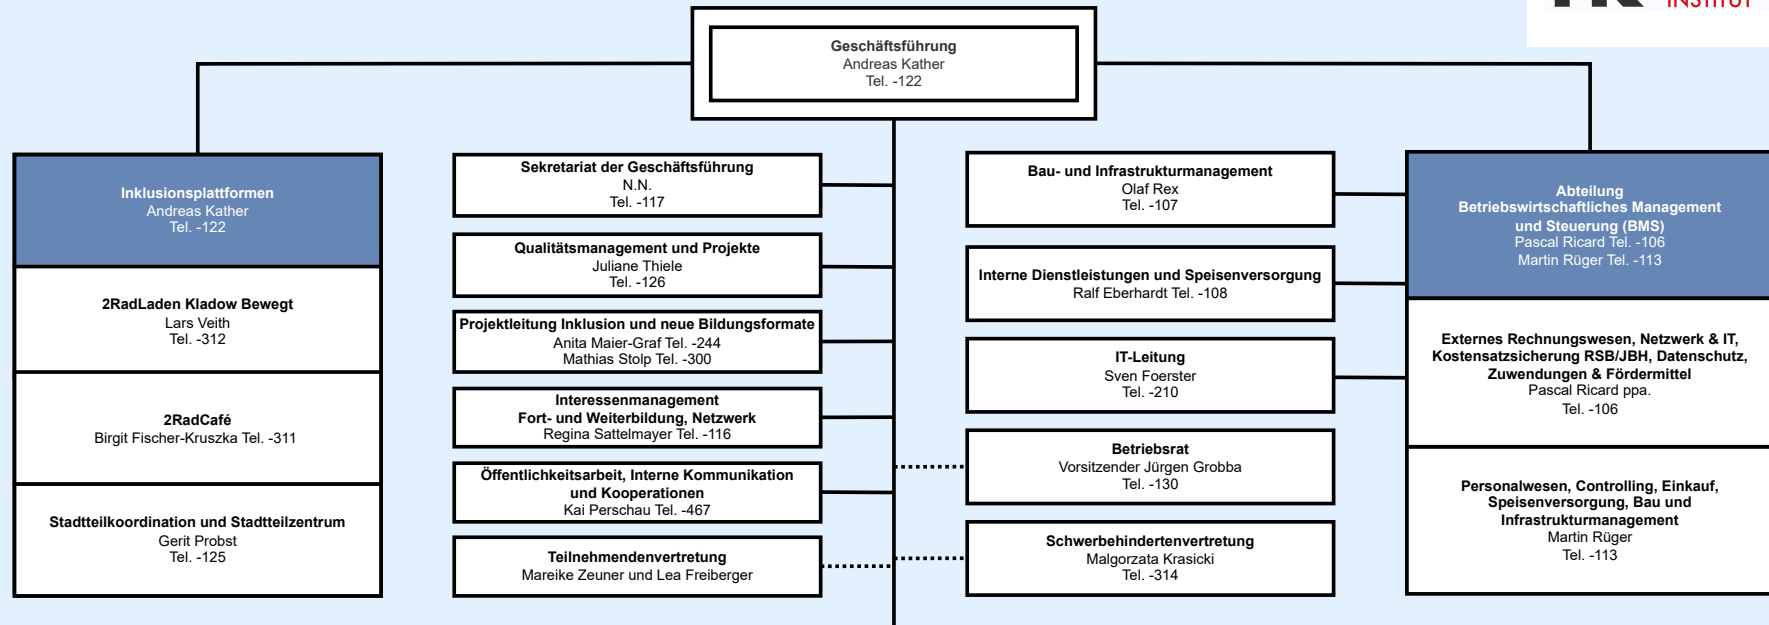 INSTITUT
Geschäftsführung
Andreas Kather
Tel. -122
Inklusionsplattformen
Andreas Kather
Tel. -122
2RadLaden Kladow Bewegt
Lars Veith
Tel. -312
2RadCafé
Birgit Fischer-Kruszka Tel. -311
Stadtteilkoordination und Stadtteilzentrum
Gerit Probst
Tel. -125
Sekretariat der Geschäftsführung
N.N.
Tel. -117
Qualitätsmanagement und Projekte
Juliane Thiele
Tel. -126
Projektleitung Inklusion und neue Bildungsformate
Anita Maier-Graf Tel. -244
Mathias Stolp Tel. -300
Interessenmanagement
Fort- und Weiterbildung, Netzwerk
Regina Sattelmayer Tel. -116
Öffentlichkeitsarbeit, Interne Kommunikation
und Kooperationen
Kai Perschau Tel. -467
Teilnehmendenvertretung
Mareike Zeuner und Lea Freiberger
Bau- und Infrastrukturmanagement
Olaf Rex
Tel. -107
Interne Dienstleistungen und Speisenversorgung
Ralf Eberhardt Tel. -108
IT-Leitung
Sven Foerster
Tel. -210
Betriebsrat
Vorsitzender Jürgen Grobba
Tel. -130
Schwerbehindertenvertretung
Malgorzata Krasicki
Tel. -314
Abteilung
Betriebswirtschaftliches Management
und Steuerung (BMS)
Pascal Ricard Tel. -106
Martin Rüger Tel. -113
Externes Rechnungswesen, Netzwerk & IT,
Kostensatzsicherung RSB/JBH, Datenschutz,
Zuwendungen & Fördermittel
Pascal Ricard ppa.
Tel. -106
Personalwesen, Controlling, Einkauf,
Speisenversorgung, Bau und
Infrastrukturmanagement
Martin Rüger
Tel. -113